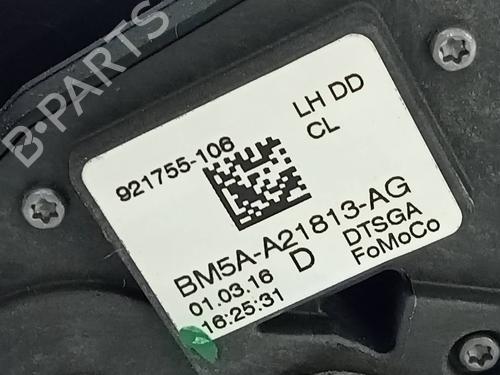 B-PARTS
921755-106
LH DD
CL
BM5A-A21813-AG
01.03.16
D
DTSGA
16:25:31
FoMoCo